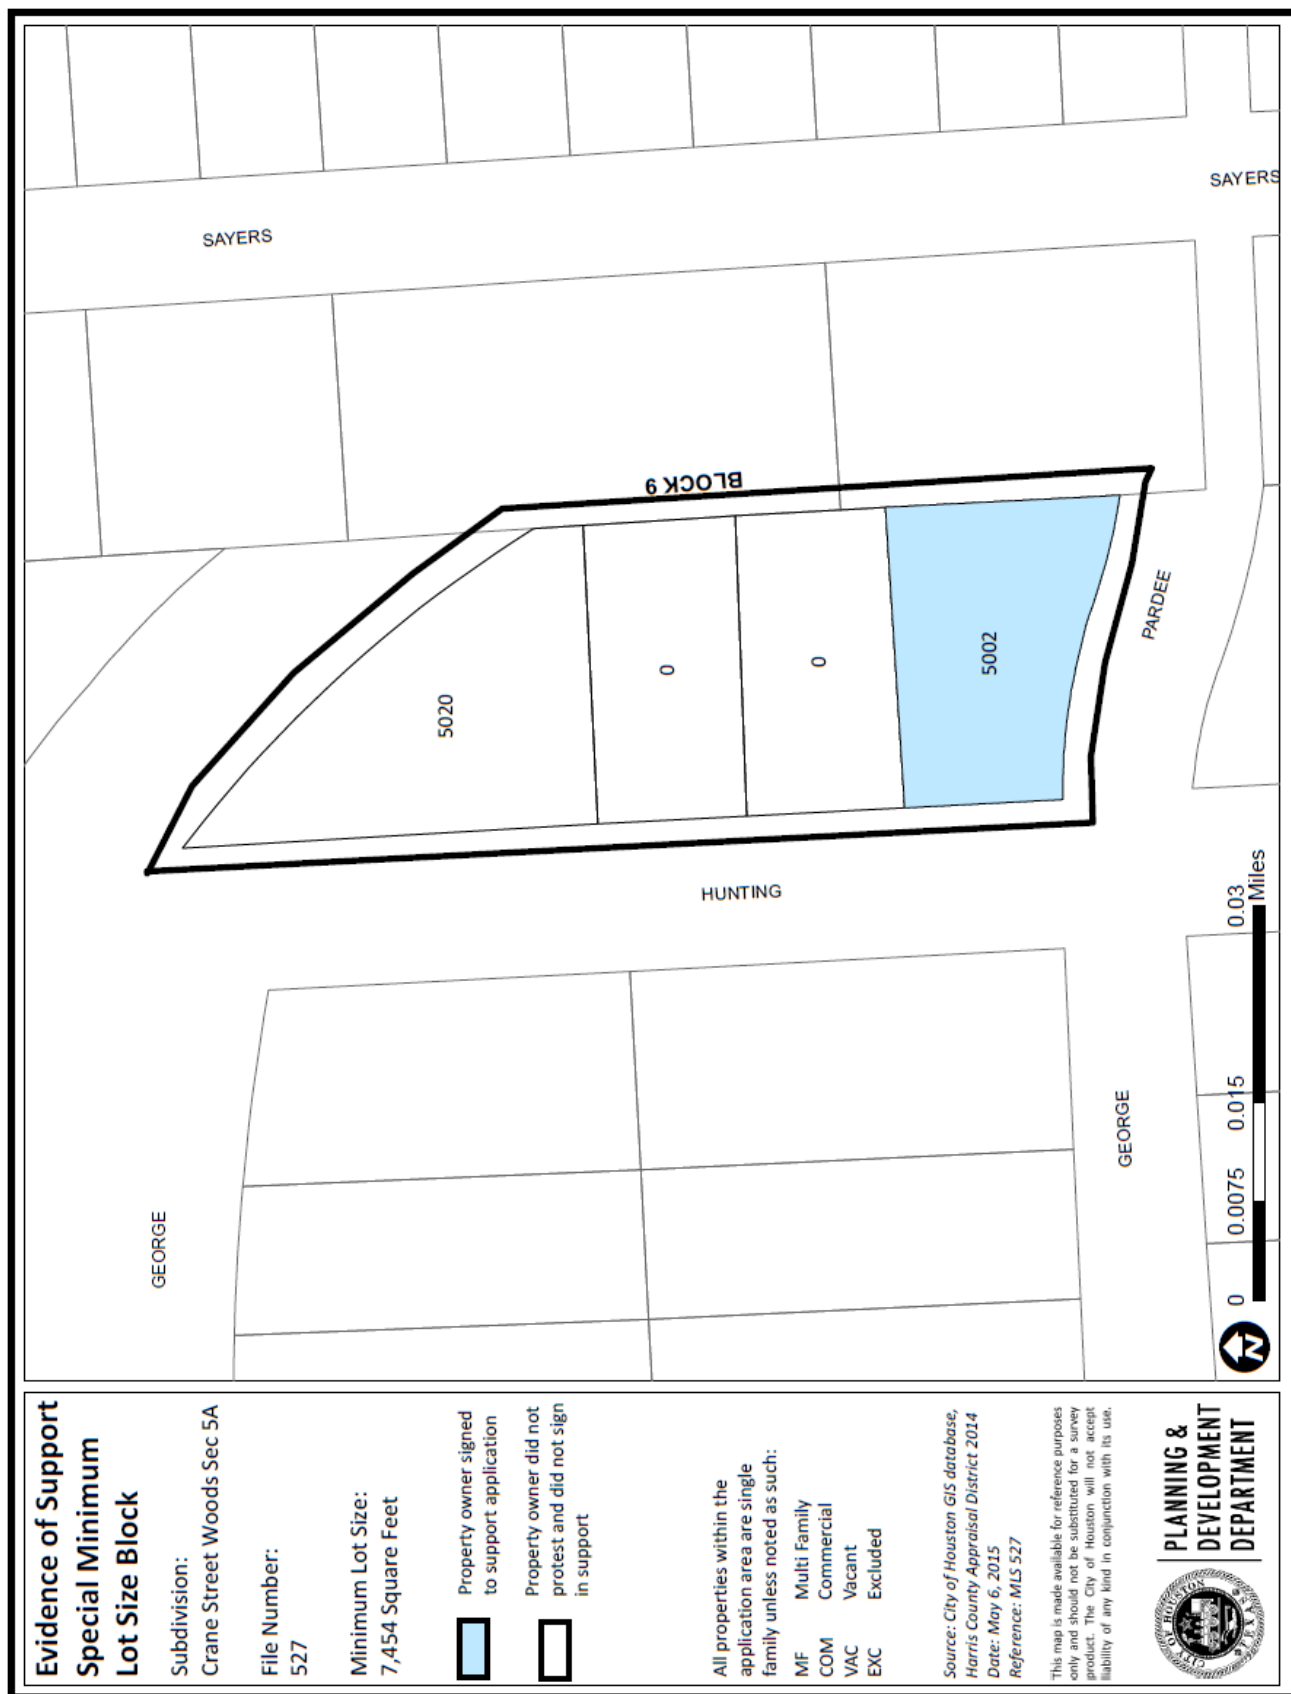 Evidence of Support
Special Minimum
Lot Size Block
Subdivision:
Crane Street Woods Sec 5A
File Number:
527
Minimum Lot Size:
7,454 Square Feet
Property owner signed
to support application
Property owner did not
protest and did not sign
in support
All properties within the
application area are single
family unless noted as such:
MF Multi Family
COM Commercial
VAC Vacant
EXC Excluded
Source: City of Houston GIS database,
Harris County Appraisal District 2014
Date: May 6, 2015
Reference: MLS 527
This map is made available for reference purposes
only and should not be substituted for a survey
product. The City of Houston will not accept
liability of any kind in conjunction with its use.
CITY OF HOUSTON
TEXAS
PLANNING &
DEVELOPMENT
DEPARTMENT
GEORGE
SAYERS
5020
0
BLOCK 9
HUNTING
0
5002
GEORGE
PARDEE
SAYERS
N
0 0.0075 0.015 0.03
Miles